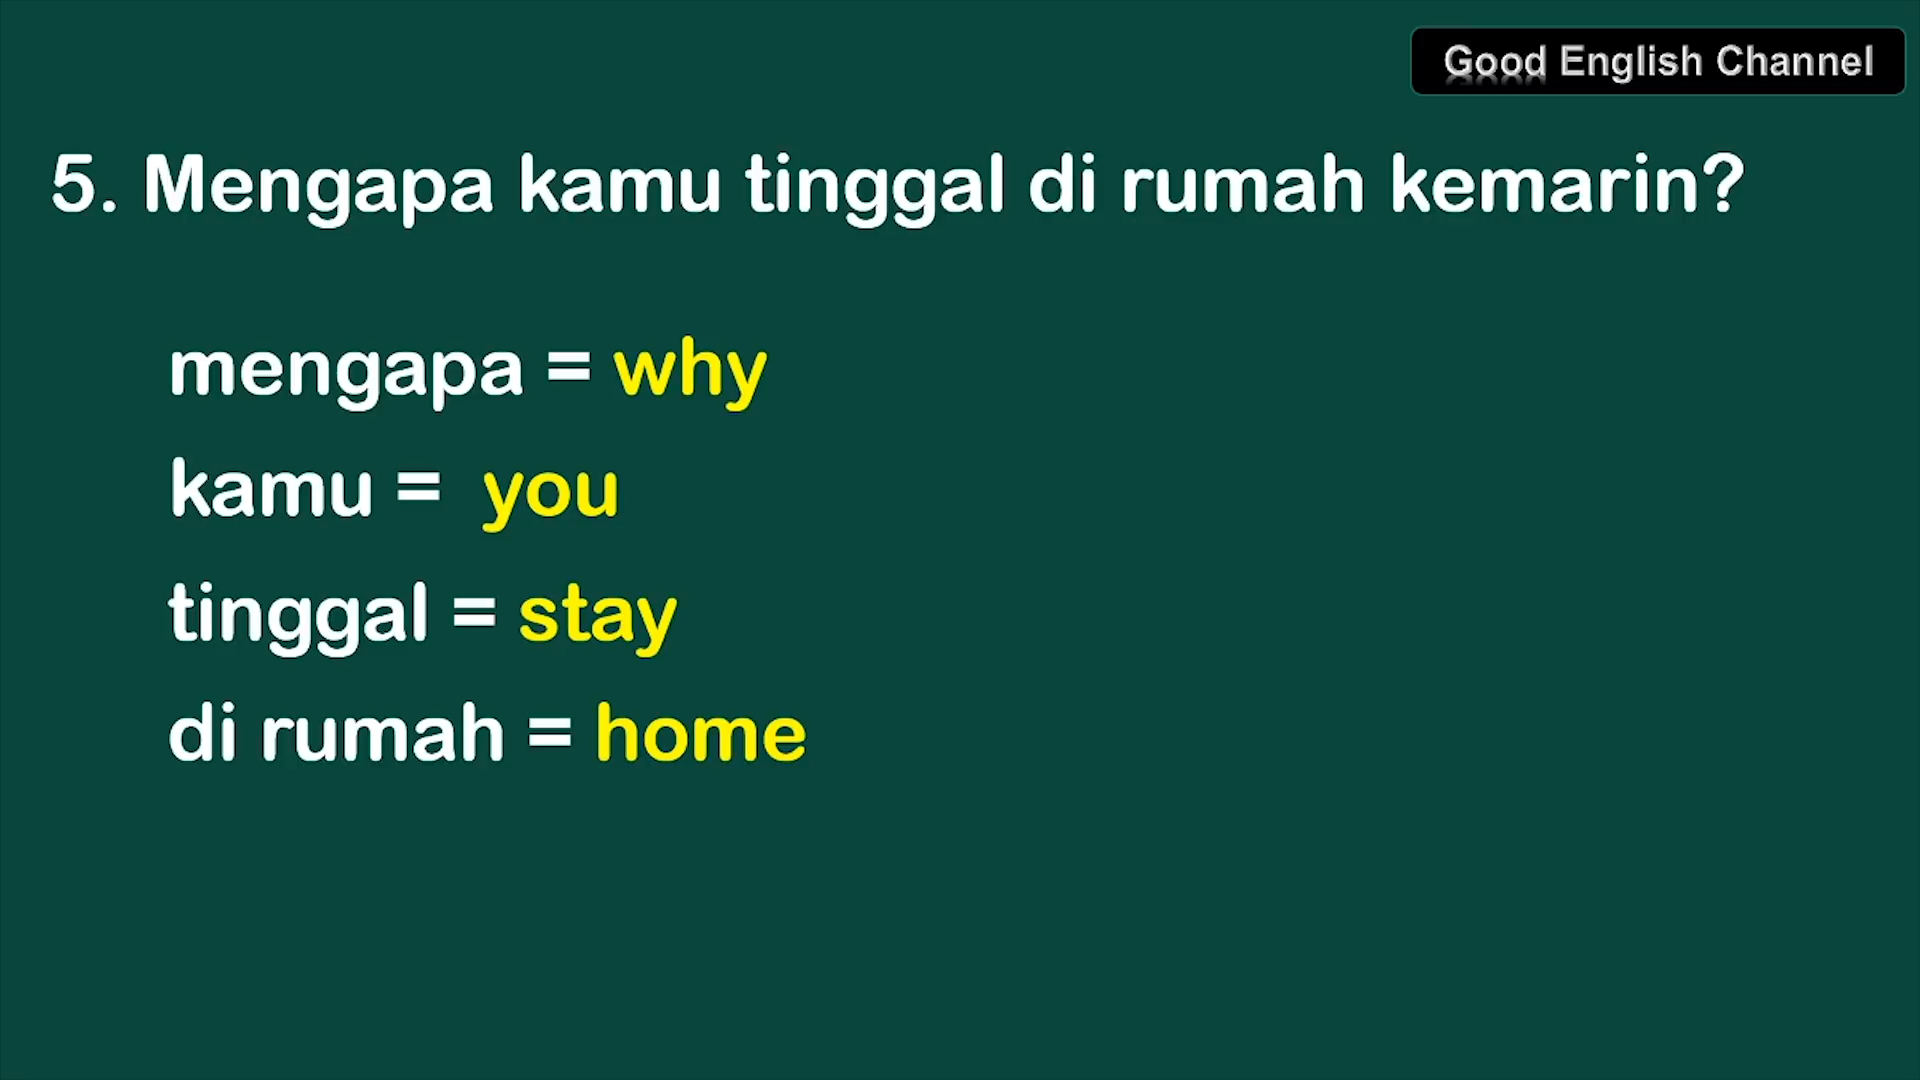 Good English Channel
5. Mengapa kamu tinggal di rumah kemarin?
mengapa = why
kamu = you
tinggal = stay
di rumah = home